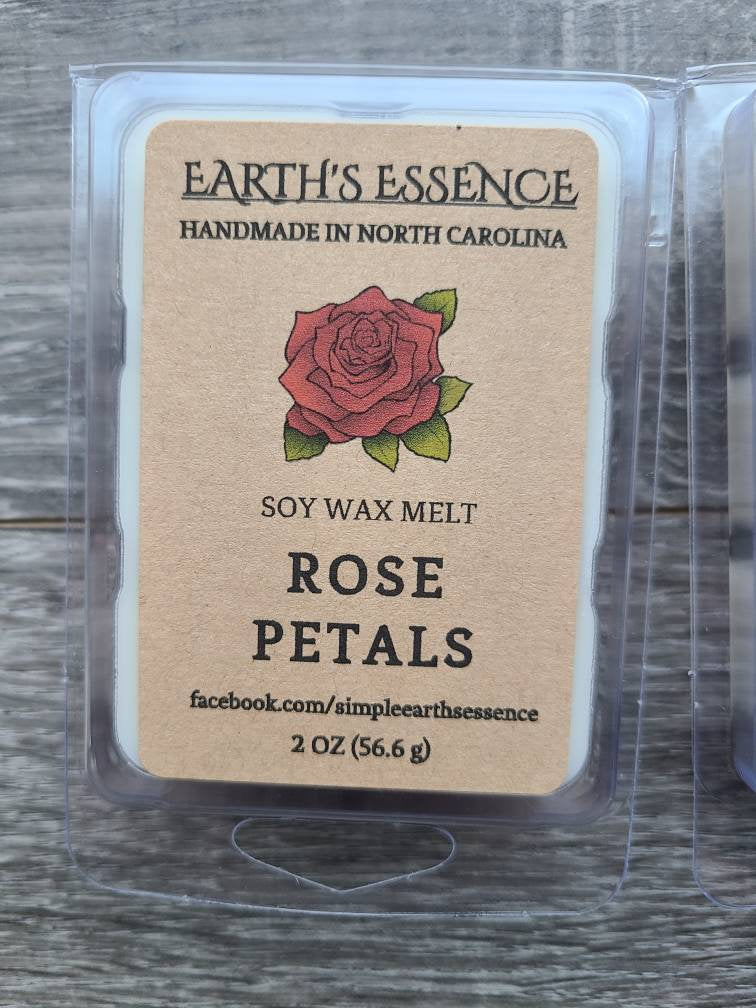 EARTH'S ESSENCE
HANDMADE IN NORTH CAROLINA
SOY WAX MELT
ROSE
PETALS
facebook.com/simpleearthsessence
2 OZ (56.6 g)